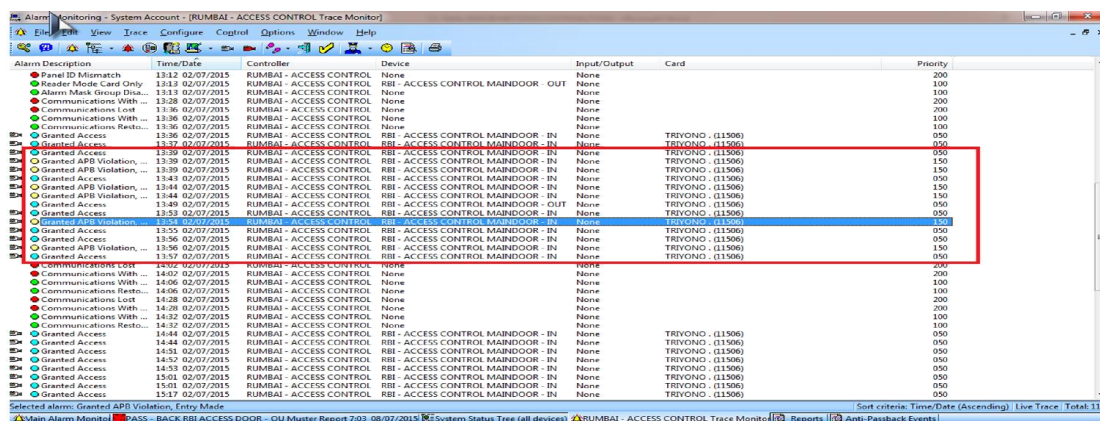 Alarm Monitoring - System Account - [RUMBAI - ACCESS CONTROL Trace Monitor]
File Edit View Trace Configure Control Options Window Help
Alarm Description Time/Date Controller Device Input/Output Card Priority
Panel ID Mismatch 13:12 02/07/2015 RUMBAI - ACCESS CONTROL None None 200
Reader Mode Card Only 13:13 02/07/2015 RUMBAI - ACCESS CONTROL RBI - ACCESS CONTROL MAINDOOR - OUT None 100
Alarm Mask Group Disa... 13:13 02/07/2015 RUMBAI - ACCESS CONTROL None None 100
Communications With ... 13:28 02/07/2015 RUMBAI - ACCESS CONTROL None None 200
Communications Lost 13:36 02/07/2015 RUMBAI - ACCESS CONTROL None None 200
Communications With ... 13:36 02/07/2015 RUMBAI - ACCESS CONTROL None None 100
Communications Resto... 13:36 02/07/2015 RUMBAI - ACCESS CONTROL None None 100
Granted Access 13:36 02/07/2015 RUMBAI - ACCESS CONTROL RBI - ACCESS CONTROL MAINDOOR - IN None TRIYONO . (11506) 050
Granted Access 13:37 02/07/2015 RUMBAI - ACCESS CONTROL RBI - ACCESS CONTROL MAINDOOR - IN None TRIYONO . (11506) 050
Granted Access 13:39 02/07/2015 RUMBAI - ACCESS CONTROL RBI - ACCESS CONTROL MAINDOOR - IN None TRIYONO . (11506) 050
Granted APB Violation, ... 13:39 02/07/2015 RUMBAI - ACCESS CONTROL RBI - ACCESS CONTROL MAINDOOR - IN None TRIYONO . (11506) 150
Granted APB Violation, ... 13:39 02/07/2015 RUMBAI - ACCESS CONTROL RBI - ACCESS CONTROL MAINDOOR - IN None TRIYONO . (11506) 150
Granted Access 13:43 02/07/2015 RUMBAI - ACCESS CONTROL RBI - ACCESS CONTROL MAINDOOR - IN None TRIYONO . (11506) 050
Granted APB Violation, ... 13:44 02/07/2015 RUMBAI - ACCESS CONTROL RBI - ACCESS CONTROL MAINDOOR - IN None TRIYONO . (11506) 150
Granted APB Violation, ... 13:44 02/07/2015 RUMBAI - ACCESS CONTROL RBI - ACCESS CONTROL MAINDOOR - IN None TRIYONO . (11506) 150
Granted Access 13:49 02/07/2015 RUMBAI - ACCESS CONTROL RBI - ACCESS CONTROL MAINDOOR - OUT None TRIYONO . (11506) 050
Granted Access 13:53 02/07/2015 RUMBAI - ACCESS CONTROL RBI - ACCESS CONTROL MAINDOOR - IN None TRIYONO . (11506) 050
Granted APB Violation, ... 13:54 02/07/2015 RUMBAI - ACCESS CONTROL RBI - ACCESS CONTROL MAINDOOR - IN None TRIYONO . (11506) 150
Granted Access 13:55 02/07/2015 RUMBAI - ACCESS CONTROL RBI - ACCESS CONTROL MAINDOOR - IN None TRIYONO . (11506) 050
Granted Access 13:56 02/07/2015 RUMBAI - ACCESS CONTROL RBI - ACCESS CONTROL MAINDOOR - IN None TRIYONO . (11506) 050
Granted APB Violation, ... 13:56 02/07/2015 RUMBAI - ACCESS CONTROL RBI - ACCESS CONTROL MAINDOOR - IN None TRIYONO . (11506) 150
Granted Access 13:57 02/07/2015 RUMBAI - ACCESS CONTROL RBI - ACCESS CONTROL MAINDOOR - IN None TRIYONO . (11506) 050
Communications Lost 14:02 02/07/2015 RUMBAI - ACCESS CONTROL None None 200
Communications With ... 14:02 02/07/2015 RUMBAI - ACCESS CONTROL None None 200
Communications With ... 14:06 02/07/2015 RUMBAI - ACCESS CONTROL None None 100
Communications Resto... 14:06 02/07/2015 RUMBAI - ACCESS CONTROL None None 100
Communications Lost 14:28 02/07/2015 RUMBAI - ACCESS CONTROL None None 200
Communications With ... 14:28 02/07/2015 RUMBAI - ACCESS CONTROL None None 200
Communications With ... 14:32 02/07/2015 RUMBAI - ACCESS CONTROL None None 100
Communications Resto... 14:32 02/07/2015 RUMBAI - ACCESS CONTROL None None 100
Granted Access 14:44 02/07/2015 RUMBAI - ACCESS CONTROL RBI - ACCESS CONTROL MAINDOOR - IN None TRIYONO . (11506) 050
Granted Access 14:44 02/07/2015 RUMBAI - ACCESS CONTROL RBI - ACCESS CONTROL MAINDOOR - IN None TRIYONO . (11506) 050
Granted Access 14:51 02/07/2015 RUMBAI - ACCESS CONTROL RBI - ACCESS CONTROL MAINDOOR - IN None TRIYONO . (11506) 050
Granted Access 14:52 02/07/2015 RUMBAI - ACCESS CONTROL RBI - ACCESS CONTROL MAINDOOR - IN None TRIYONO . (11506) 050
Granted Access 14:53 02/07/2015 RUMBAI - ACCESS CONTROL RBI - ACCESS CONTROL MAINDOOR - IN None TRIYONO . (11506) 050
Granted Access 15:01 02/07/2015 RUMBAI - ACCESS CONTROL RBI - ACCESS CONTROL MAINDOOR - IN None TRIYONO . (11506) 050
Granted Access 15:01 02/07/2015 RUMBAI - ACCESS CONTROL RBI - ACCESS CONTROL MAINDOOR - IN None TRIYONO . (11506) 050
Granted Access 15:17 02/07/2015 RUMBAI - ACCESS CONTROL RBI - ACCESS CONTROL MAINDOOR - IN None TRIYONO . (11506) 050
Selected alarm: Granted APB Violation, Entry Made Sort criteria: Time/Date (Ascending) Live Trace Total: 11
Main Alarm Monitor PASS - BACK RBI ACCESS DOOR - OU Muster Report 7:03 08/07/2015 System Status Tree (all devices) RUMBAI - ACCESS CONTROL Trace Monitor Reports Anti-Passback Events